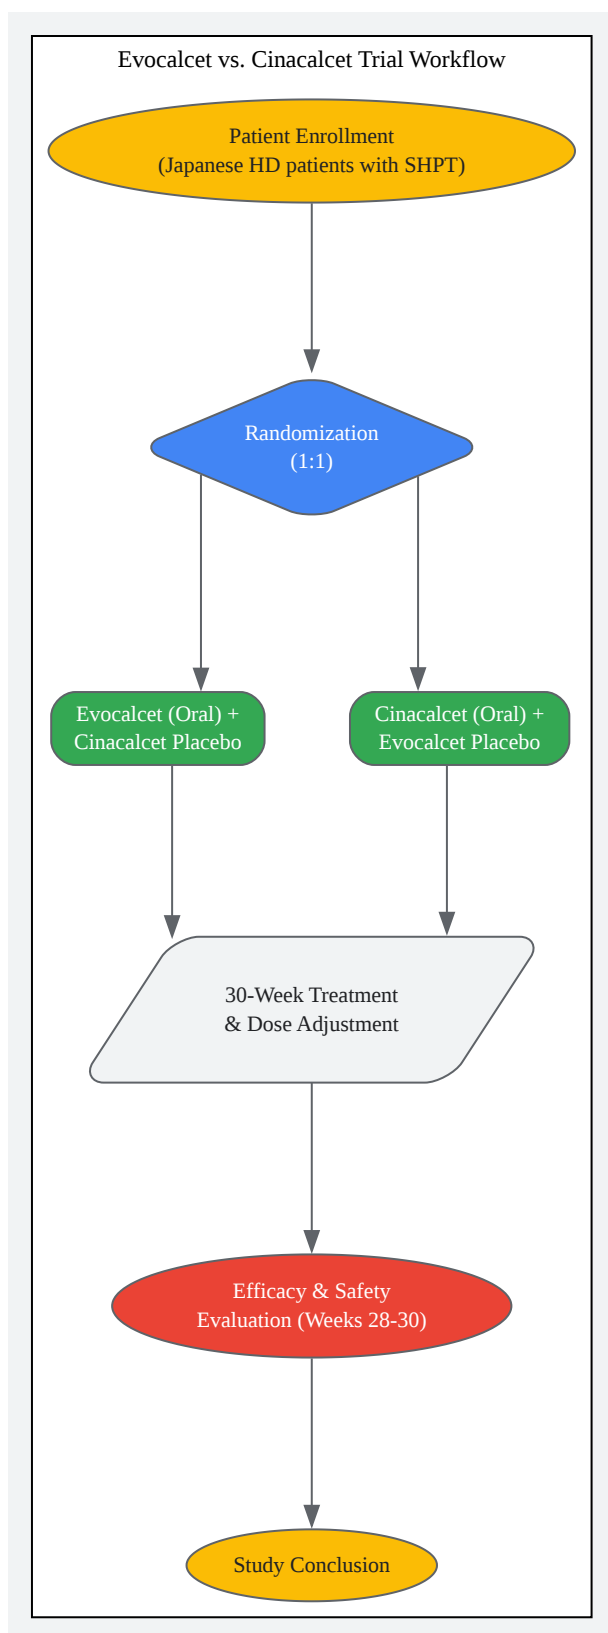 Evocalcet vs. Cinacalcet Trial Workflow
Patient Enrollment
(Japanese HD patients with SHPT)
Randomization
(1:1)
Evocalcet (Oral) +
Cinacalcet Placebo
Cinacalcet (Oral) +
Evocalcet Placebo
30-Week Treatment
& Dose Adjustment
Efficacy & Safety
Evaluation (Weeks 28-30)
Study Conclusion